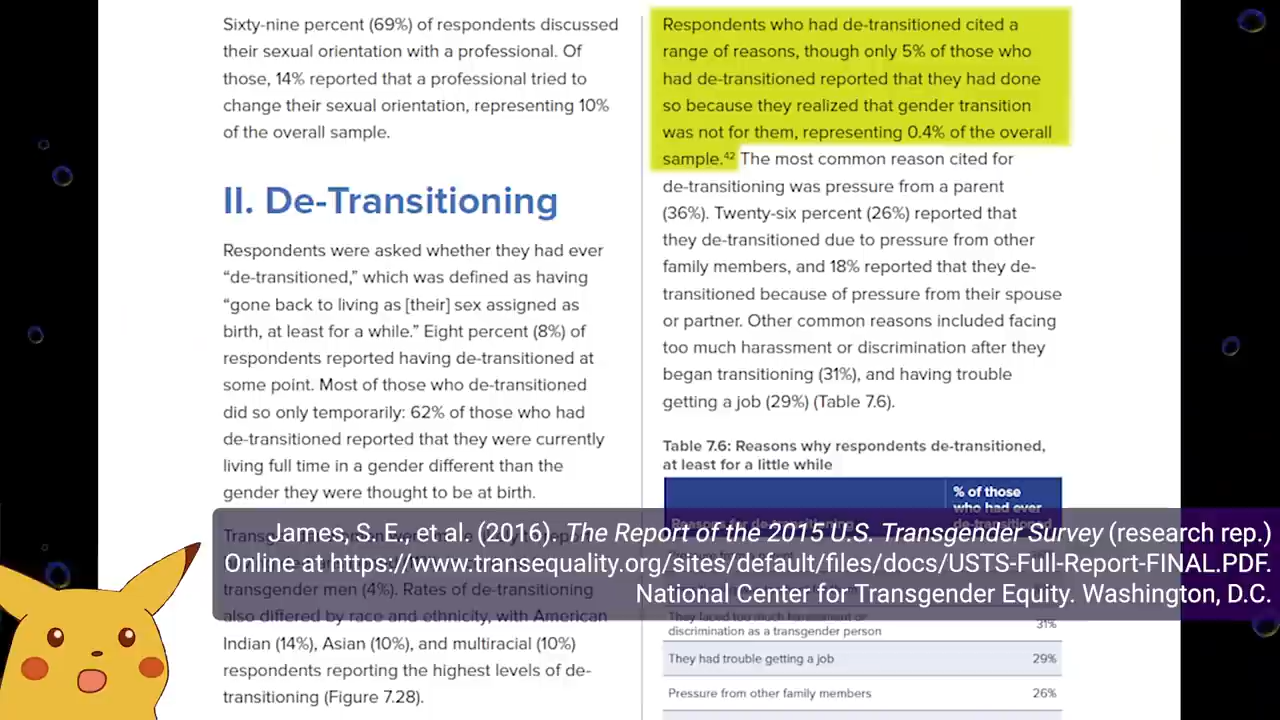 Sixty-nine percent (69%) of respondents discussed
their sexual orientation with a professional. Of
those, 14% reported that a professional tried to
change their sexual orientation, representing 10%
of the overall sample.
II. De-Transitioning
Respondents were asked whether they had ever
“de-transitioned,” which was defined as having
“gone back to living as [their] sex assigned as
birth, at least for a while.” Eight percent (8%) of
respondents reported having de-transitioned at
some point. Most of those who de-transitioned
did so only temporarily: 62% of those who had
de-transitioned reported that they were currently
living full time in a gender different than the
gender they were thought to be at birth.
transgender men (4%). Rates of de-transitioning
also differed by race and ethnicity, with American
Indian (14%), Asian (10%), and multiracial (10%)
respondents reporting the highest levels of de-
transitioning (Figure 7.28).
Respondents who had de-transitioned cited a
range of reasons, though only 5% of those who
had de-transitioned reported that they had done
so because they realized that gender transition
was not for them, representing 0.4% of the overall
sample.⁴² The most common reason cited for
de-transitioning was pressure from a parent
(36%). Twenty-six percent (26%) reported that
they de-transitioned due to pressure from other
family members, and 18% reported that they de-
transitioned because of pressure from their spouse
or partner. Other common reasons included facing
too much harassment or discrimination after they
began transitioning (31%), and having trouble
getting a job (29%) (Table 7.6).
Table 7.6: Reasons why respondents de-transitioned,
at least for a little while
Reasons for de-transitioning
% of those
who had ever
de-transitioned
They faced too much harassment or
discrimination as a transgender person 31%
They had trouble getting a job 29%
Pressure from other family members 26%
James, S. E., et al. (2016), The Report of the 2015 U.S. Transgender Survey (research rep.)
Online at https://www.transequality.org/sites/default/files/docs/USTS-Full-Report-FINAL.PDF.
National Center for Transgender Equity. Washington, D.C.